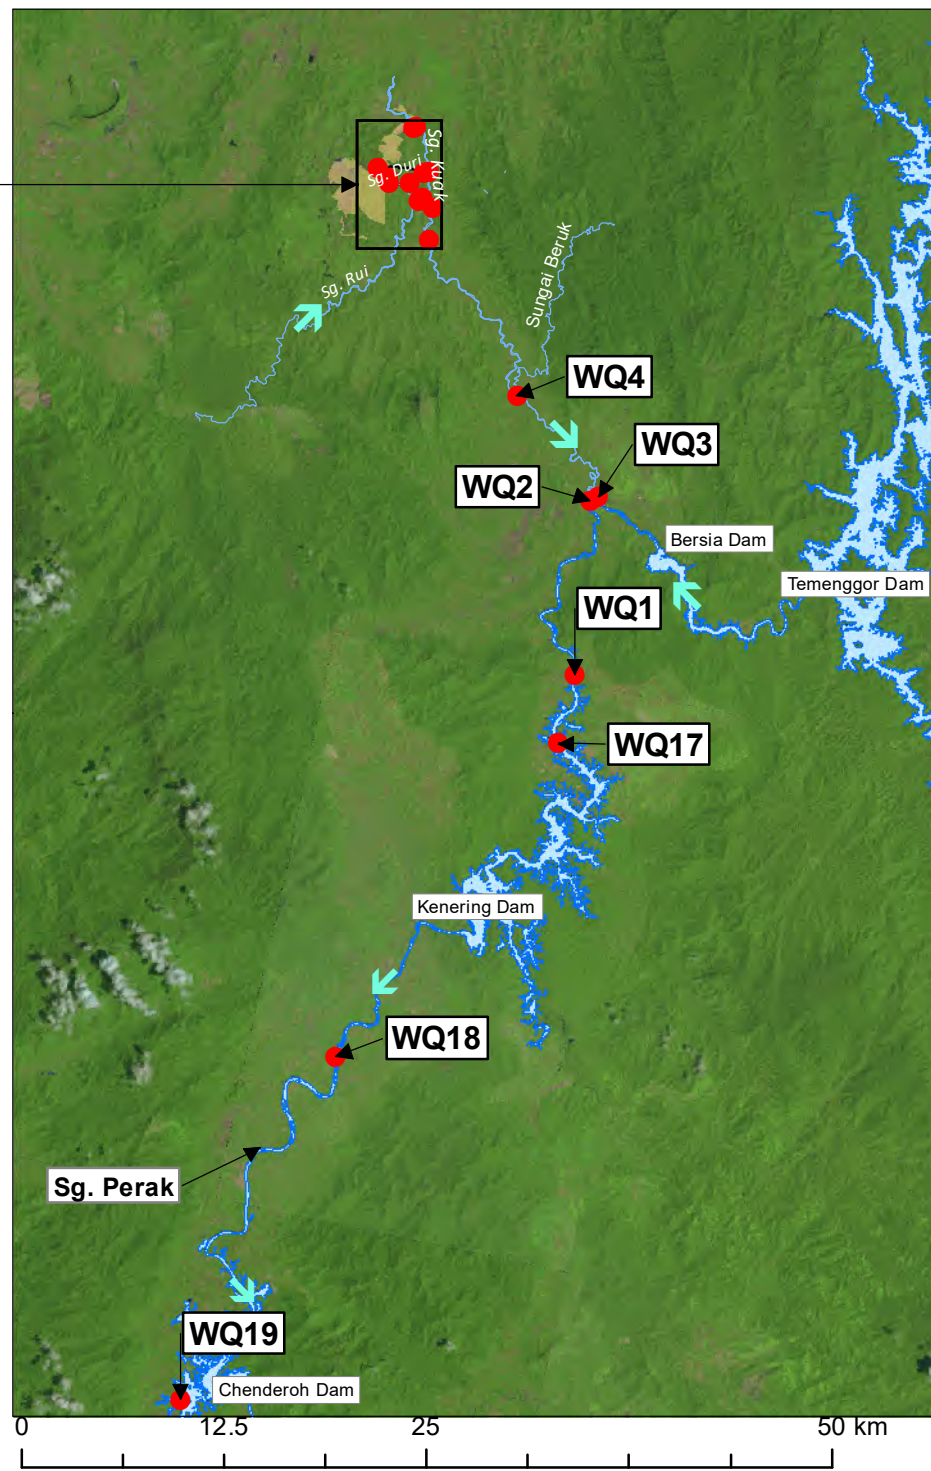 Sg. Kuak
Sg. Duri
Sg. Rui
Sungai Beruk
WQ4
WQ3
WQ2
Bersia Dam
Temenggor Dam
WQ1
WQ17
Kenering Dam
WQ18
Sg. Perak
WQ19
Chenderoh Dam
0 12.5 25 50 km